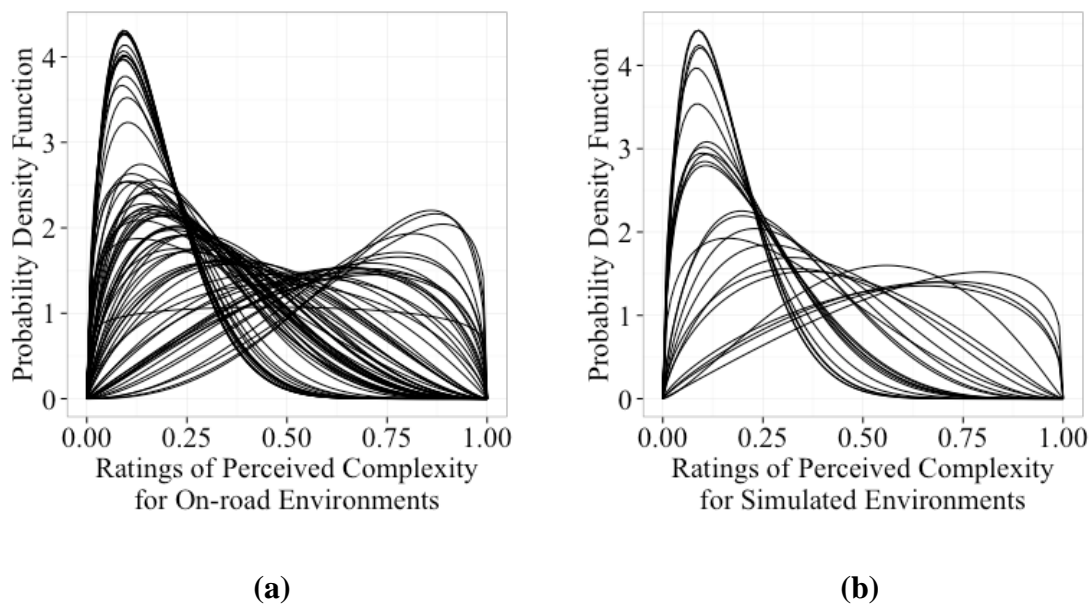 Probability Density Function
4
3
2
1
0
0.00 0.25 0.50 0.75 1.00
Ratings of Perceived Complexity
for On-road Environments
(a)
Probability Density Function
4
3
2
1
0
0.00 0.25 0.50 0.75 1.00
Ratings of Perceived Complexity
for Simulated Environments
(b)